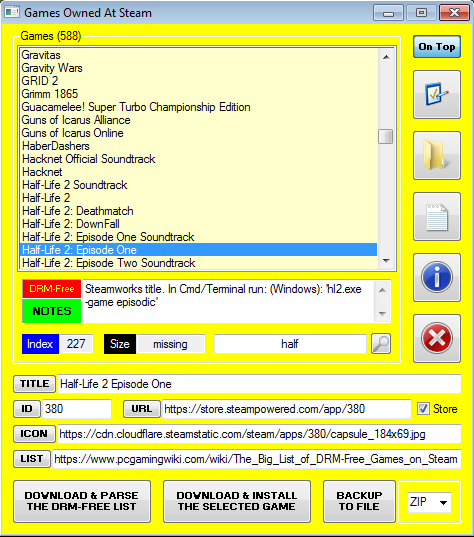 Games Owned At Steam
Games (588)
On Top
Gravitas
Gravity Wars
GRID 2
Grimm 1865
Guacamelee! Super Turbo Championship Edition
Guns of Icarus Alliance
Guns of Icarus Online
HaberDashers
Hacknet Official Soundtrack
Hacknet
Half-Life 2 Soundtrack
Half-Life 2
Half-Life 2: Deathmatch
Half-Life 2: DownFall
Half-Life 2: Episode One Soundtrack
Half-Life 2: Episode One
Half-Life 2: Episode Two Soundtrack
DRM-Free
NOTES
Steamworks title. In Cmd/Terminal run: (Windows): 'hl2.exe
-game episodic'
Index 227 Size missing half
TITLE Half-Life 2 Episode One
ID 380 URL https://store.steampowered.com/app/380 Store
ICON https://cdn.cloudflare.steamstatic.com/steam/apps/380/capsule_184x69.jpg
LIST https://www.pcgamingwiki.com/wiki/The_Big_List_of_DRM-Free_Games_on_Steam
DOWNLOAD & PARSE
THE DRM-FREE LIST
DOWNLOAD & INSTALL
THE SELECTED GAME
BACKUP
TO FILE
ZIP